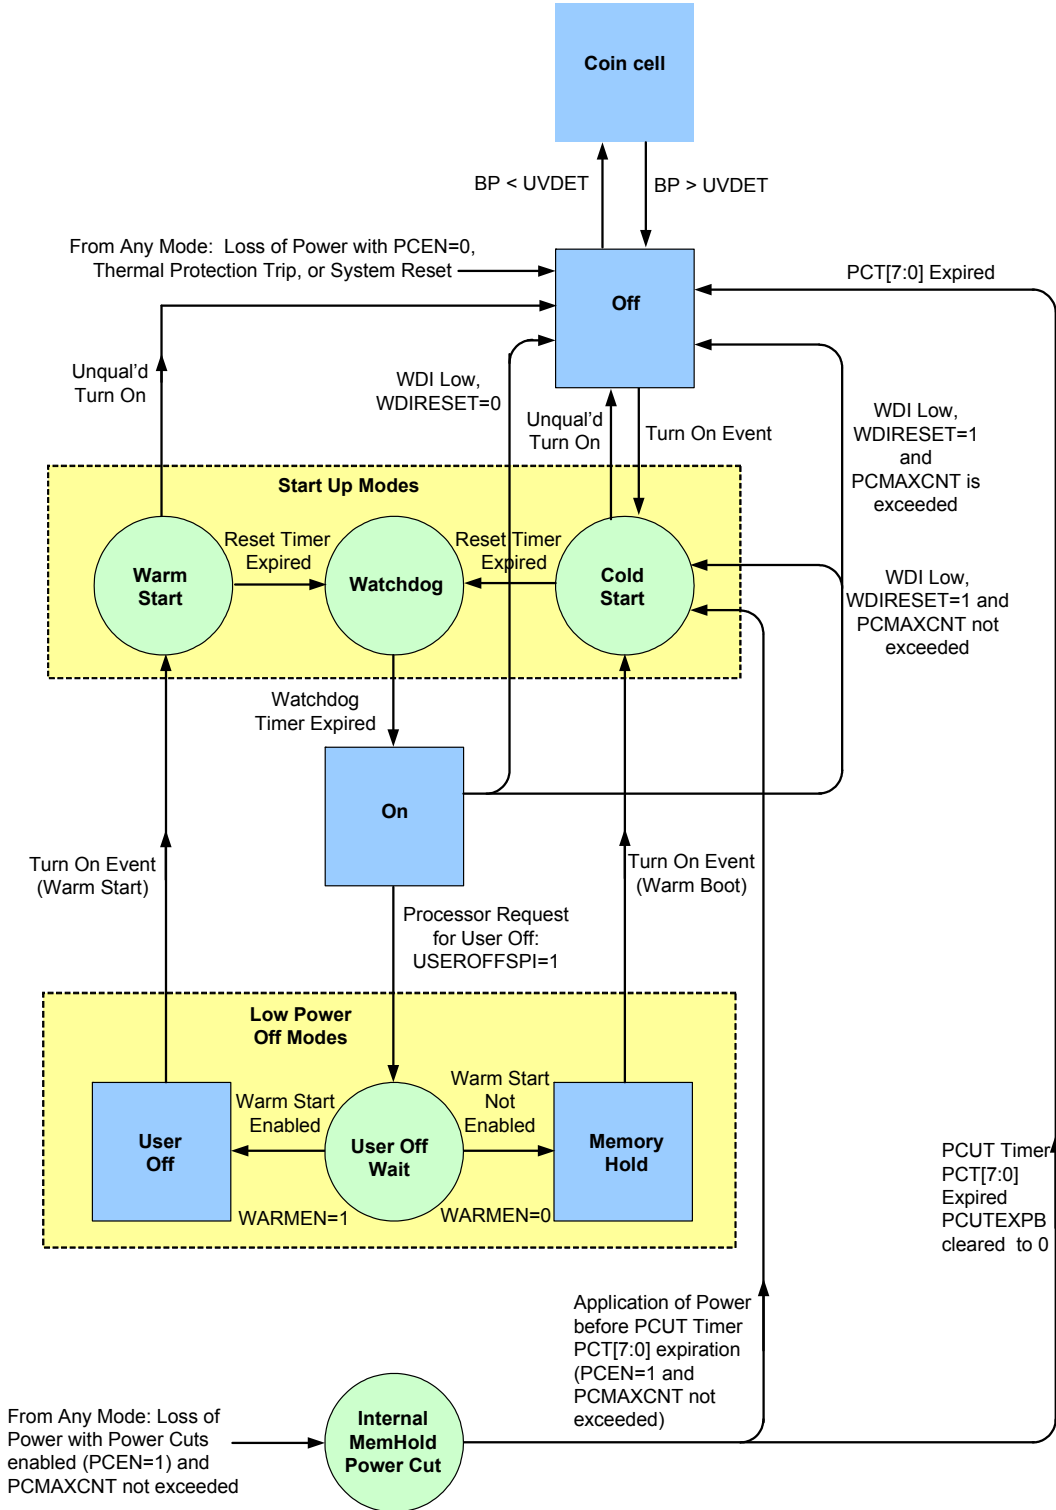 Coin cell
BP < UVDET
BP > UVDET
From Any Mode:  Loss of Power with PCEN=0,
Thermal Protection Trip, or System Reset
PCT[7:0] Expired
Off
Unqual’d
Turn On
WDI Low,
WDIRESET=0
Unqual’d
Turn On
Turn On Event
WDI Low,
WDIRESET=1
and
PCMAXCNT is
exceeded
Start Up Modes
Warm
Start
Reset Timer
Expired
Watchdog
Reset Timer
Expired
Cold
Start
WDI Low,
WDIRESET=1 and
PCMAXCNT not
exceeded
Watchdog
Timer Expired
On
Turn On Event
(Warm Start)
Turn On Event
(Warm Boot)
Processor Request
for User Off:
USEROFFSPI=1
Low Power
Off Modes
User
Off
Warm Start
Enabled
WARMEN=1
User Off
Wait
Warm Start
Not
Enabled
WARMEN=0
Memory
Hold
PCUT Timer
PCT[7:0]
Expired
PCUTEXPB
cleared  to 0
Application of Power
before PCUT Timer
PCT[7:0] expiration
(PCEN=1 and
PCMAXCNT not
exceeded)
From Any Mode: Loss of
Power with Power Cuts
enabled (PCEN=1) and
PCMAXCNT not exceeded
Internal
MemHold
Power Cut